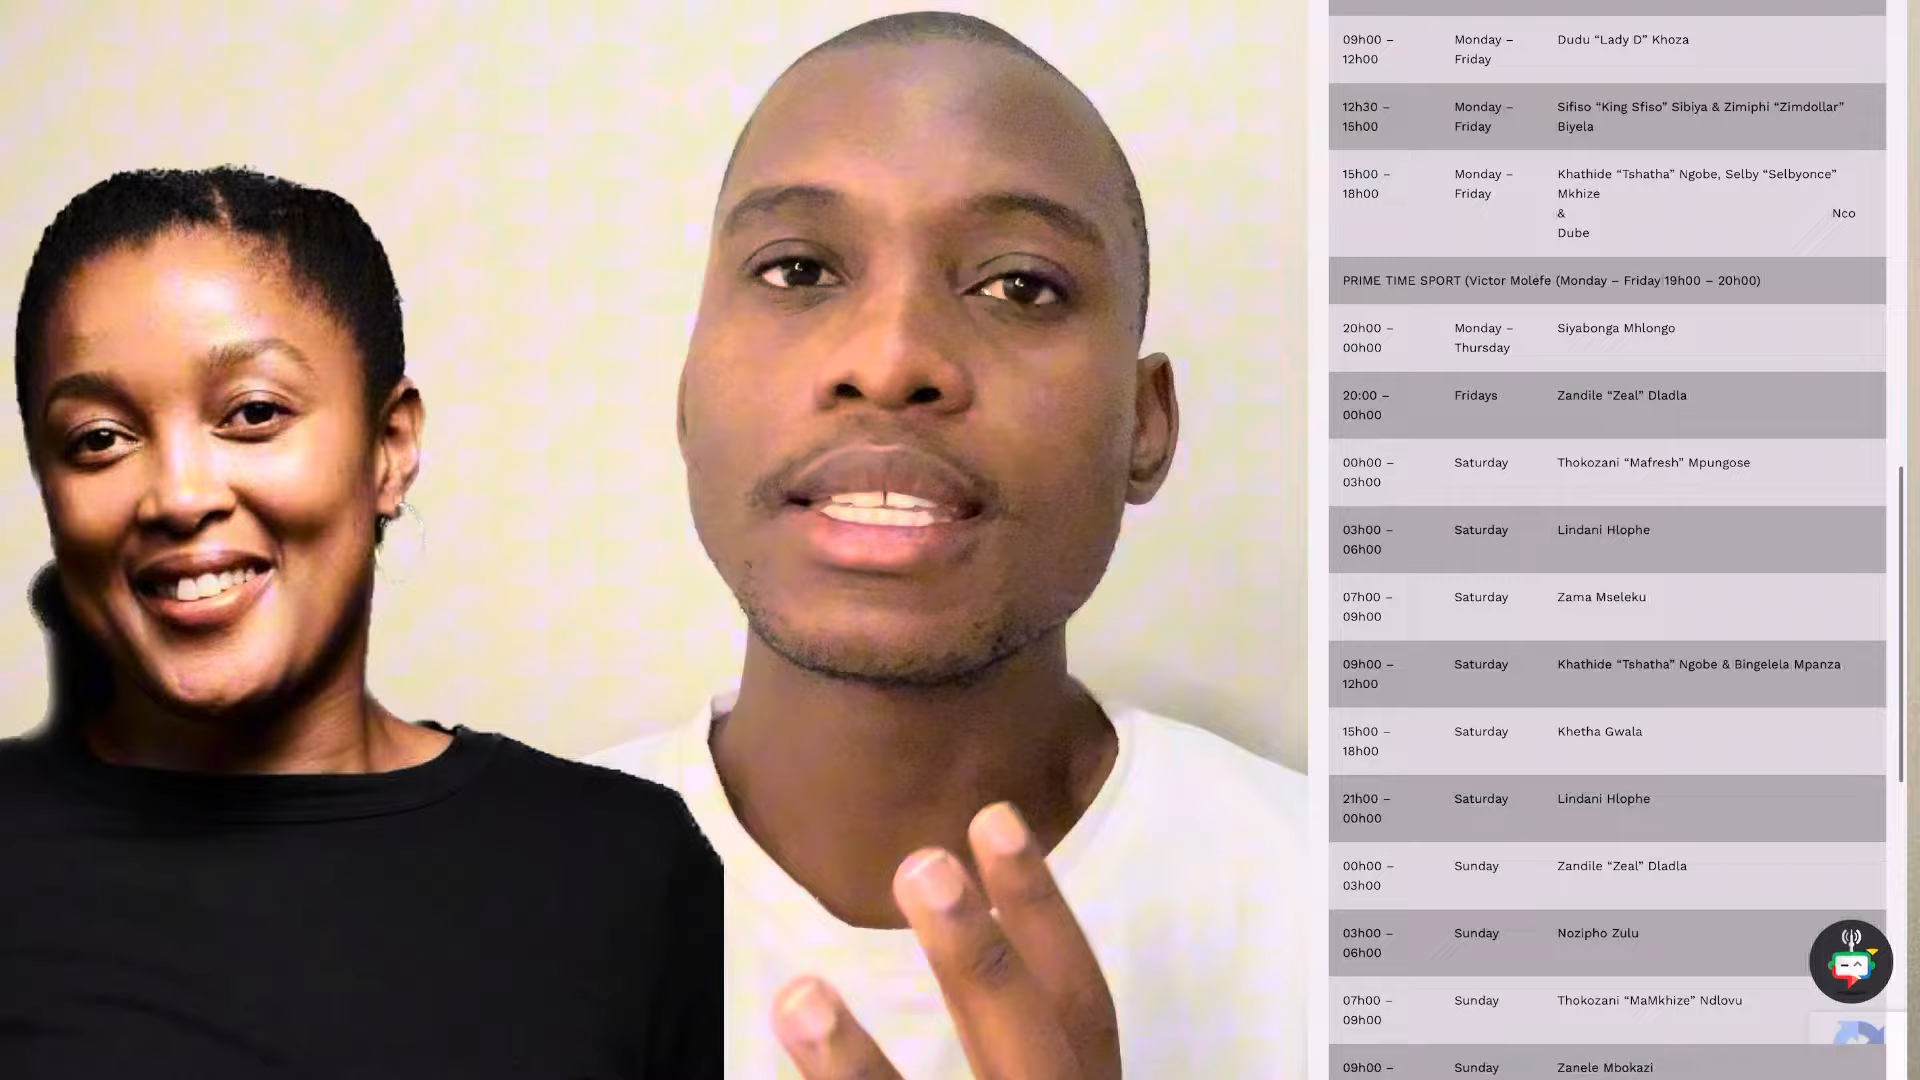 09h00 – Monday – Dudu “Lady D” Khoza
12h00 Friday
12h30 – Monday – Sifiso “King Sfiso” Sibiya & Zimiphi “Zimdollar”
15h00 Friday Biyela
15h00 – Monday – Khathide “Tshatha” Ngobe, Selby “Selbyonce”
18h00 Friday Mkhize
& Nco
Dube
PRIME TIME SPORT (Victor Molefe (Monday – Friday 19h00 – 20h00)
20h00 – Monday – Siyabonga Mhlongo
00h00 Thursday
20:00 – Fridays Zandile “Zeal” Dladla
00h00
00h00 – Saturday Thokozani “Mafresh” Mpungose
03h00
03h00 – Saturday Lindani Hlophe
06h00
07h00 – Saturday Zama Mseleku
09h00
09h00 – Saturday Khathide “Tshatha” Ngobe & Bingelela Mpanza
12h00
15h00 – Saturday Khetha Gwala
18h00
21h00 – Saturday Lindani Hlophe
00h00
00h00 – Sunday Zandile “Zeal” Dladla
03h00
03h00 – Sunday Nozipho Zulu
06h00
07h00 – Sunday Thokozani “MaMkhize” Ndlovu
09h00
09h00 – Sunday Zanele Mbokazi